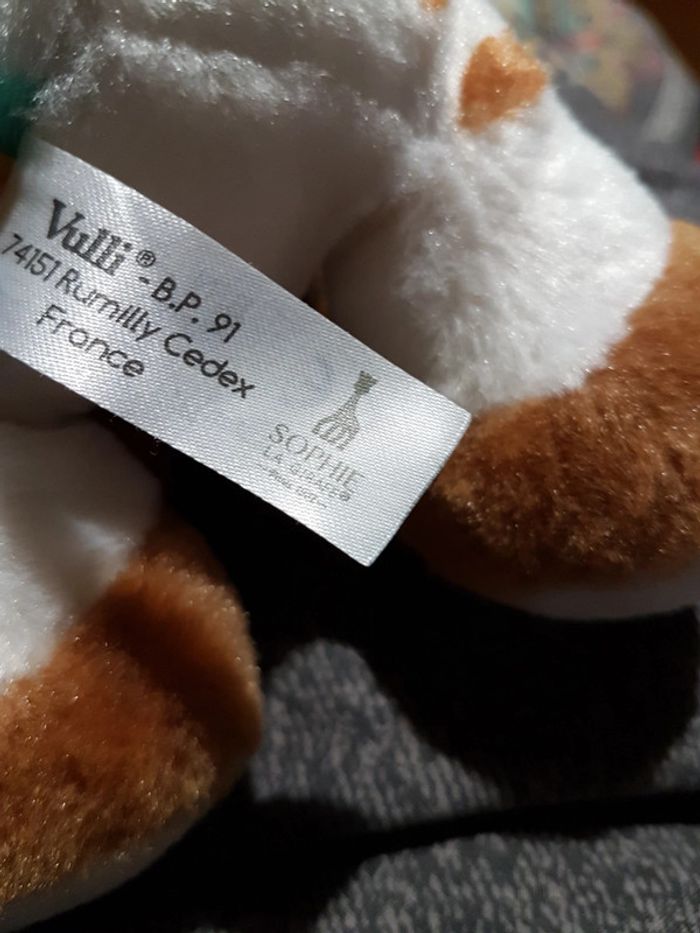 Vulli® - B.P. 91
74151 Rumilly Cedex
France
SOPHIE
LA GIRAFE®